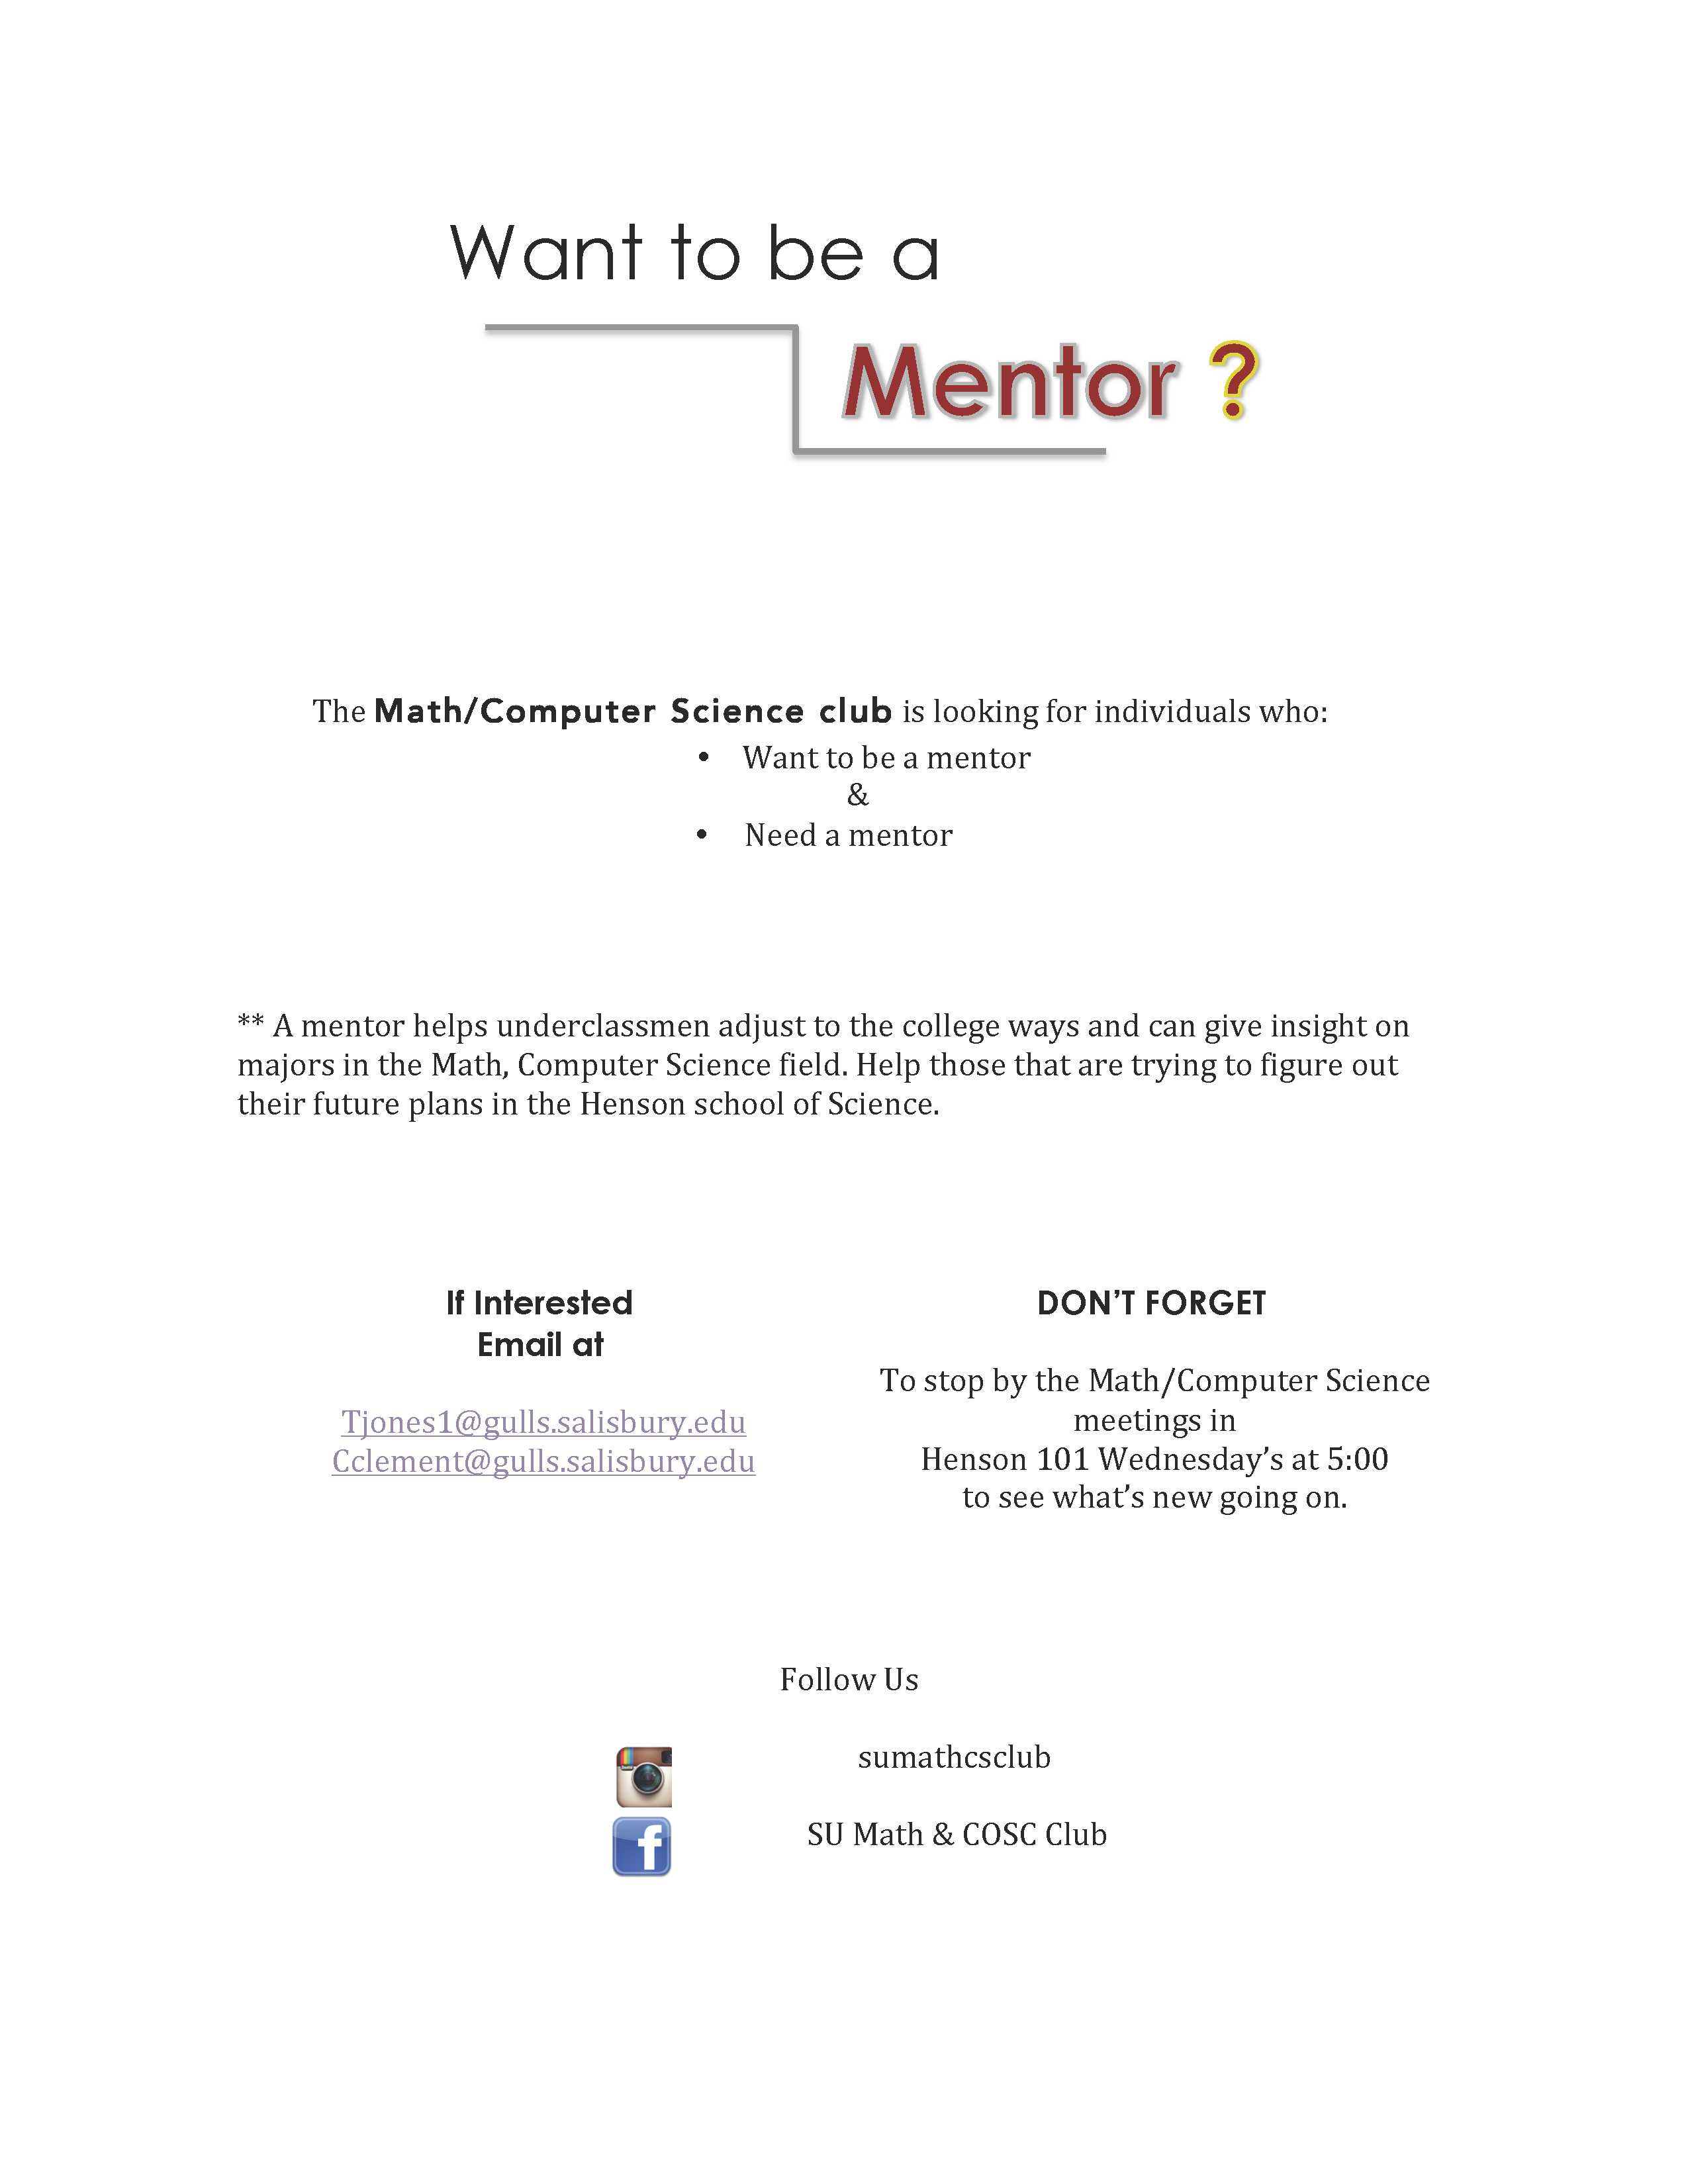 Want to be a
Mentor ?
The Math/Computer Science club is looking for individuals who:
• Want to be a mentor
&
• Need a mentor
** A mentor helps underclassmen adjust to the college ways and can give insight on
majors in the Math, Computer Science field. Help those that are trying to figure out
their future plans in the Henson school of Science.
If Interested
Email at
Tjones1@gulls.salisbury.edu
Cclement@gulls.salisbury.edu
DON’T FORGET
To stop by the Math/Computer Science
meetings in
Henson 101 Wednesday’s at 5:00
to see what’s new going on.
Follow Us
sumathcsclub
f
SU Math & COSC Club